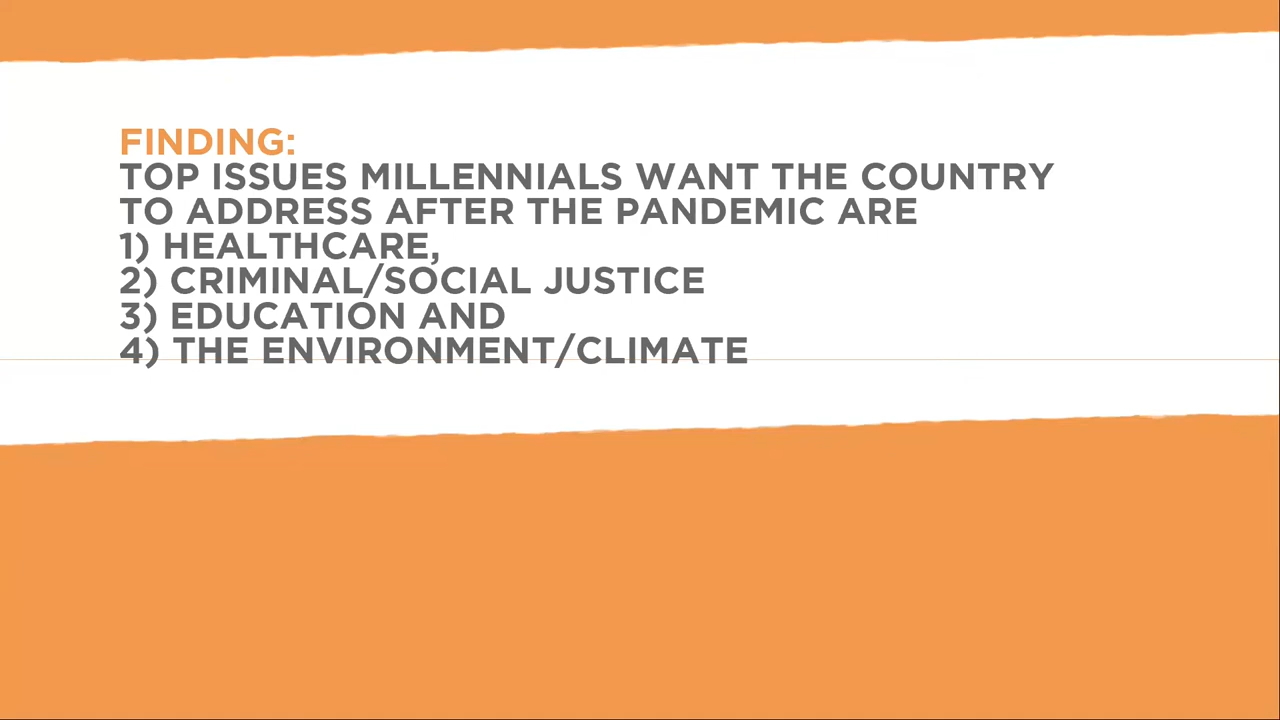 FINDING:
TOP ISSUES MILLENNIALS WANT THE COUNTRY
TO ADDRESS AFTER THE PANDEMIC ARE
1) HEALTHCARE,
2) CRIMINAL/SOCIAL JUSTICE
3) EDUCATION AND
4) THE ENVIRONMENT/CLIMATE